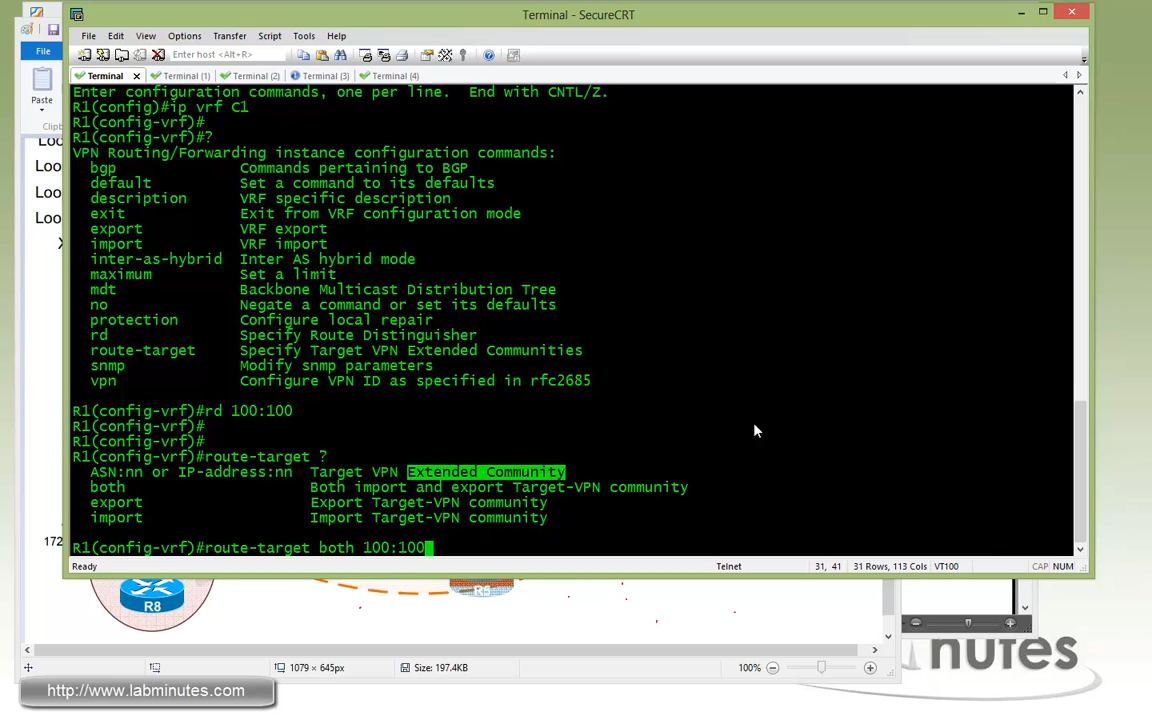 Terminal - SecureCRT
File Edit View Options Transfer Script Tools Help
Enter host <Alt+R>
Terminal Terminal (1) Terminal (2) Terminal (3) Terminal (4)
File
Paste
Clipb
Loo
Loo
Loo
Loo
172
Enter configuration commands, one per line.  End with CNTL/Z.
R1(config)#ip vrf C1
R1(config-vrf)#
R1(config-vrf)#?
VPN Routing/Forwarding instance configuration commands:
bgp Commands pertaining to BGP
default Set a command to its defaults
description VRF specific description
exit Exit from VRF configuration mode
export VRF export
import VRF import
inter-as-hybrid Inter AS hybrid mode
maximum Set a limit
mdt Backbone Multicast Distribution Tree
no Negate a command or set its defaults
protection Configure local repair
rd Specify Route Distinguisher
route-target Specify Target VPN Extended Communities
snmp Modify snmp parameters
vpn Configure VPN ID as specified in rfc2685
R1(config-vrf)#rd 100:100
R1(config-vrf)#
R1(config-vrf)#
R1(config-vrf)#route-target ?
ASN:nn or IP-address:nn Target VPN Extended Community
both Both import and export Target-VPN community
export Export Target-VPN community
import Import Target-VPN community
R1(config-vrf)#route-target both 100:100
Ready Telnet 31, 41 31 Rows, 113 Cols VT100 CAP NUM
R8
1079 × 645px Size: 197.4KB 100%
nutes
http://www.labminutes.com